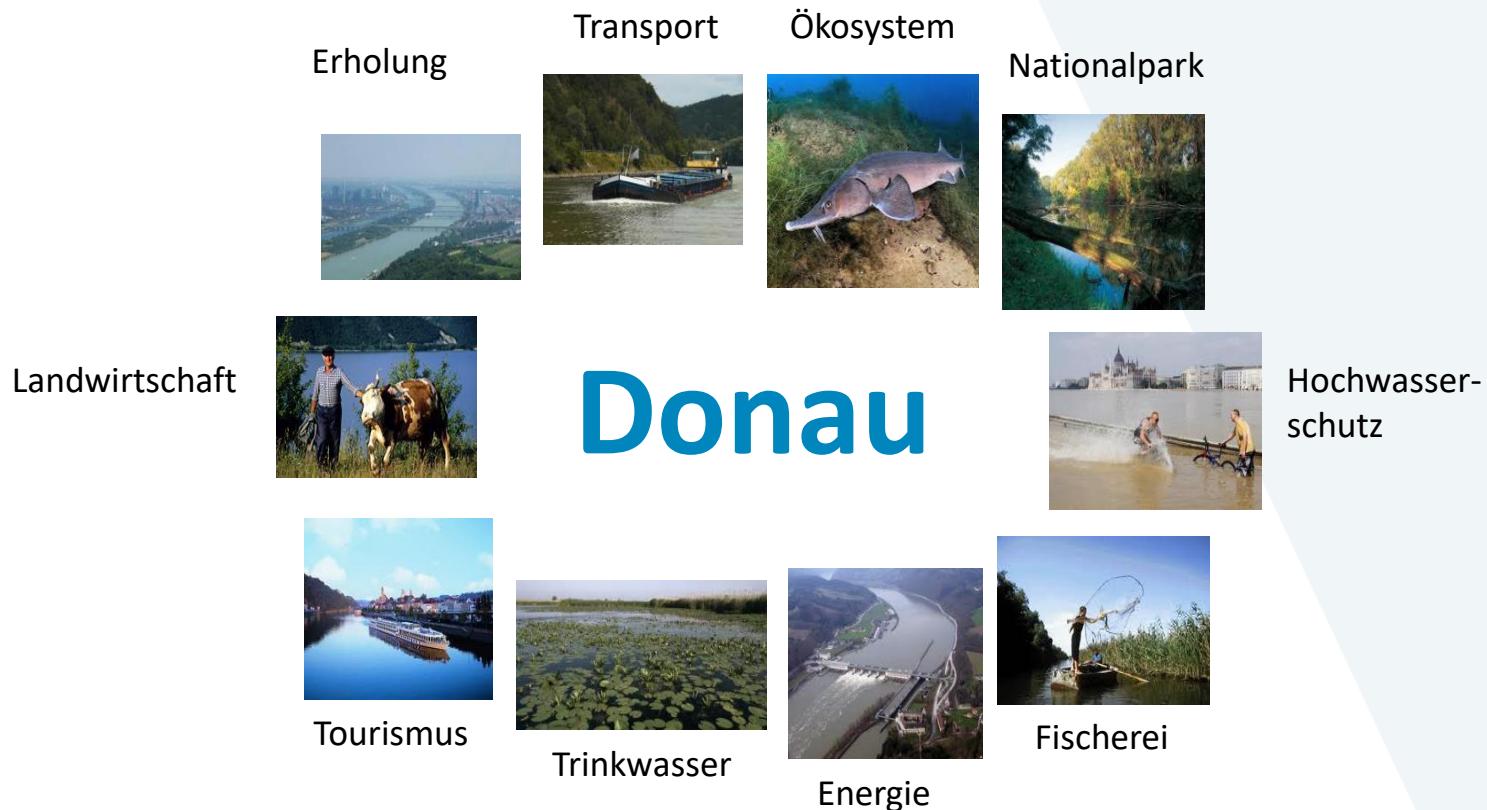 Transport
Ökosystem
Erholung
Nationalpark
Landwirtschaft
Donau
Hochwasser-
schutz
Tourismus
Trinkwasser
Energie
Fischerei